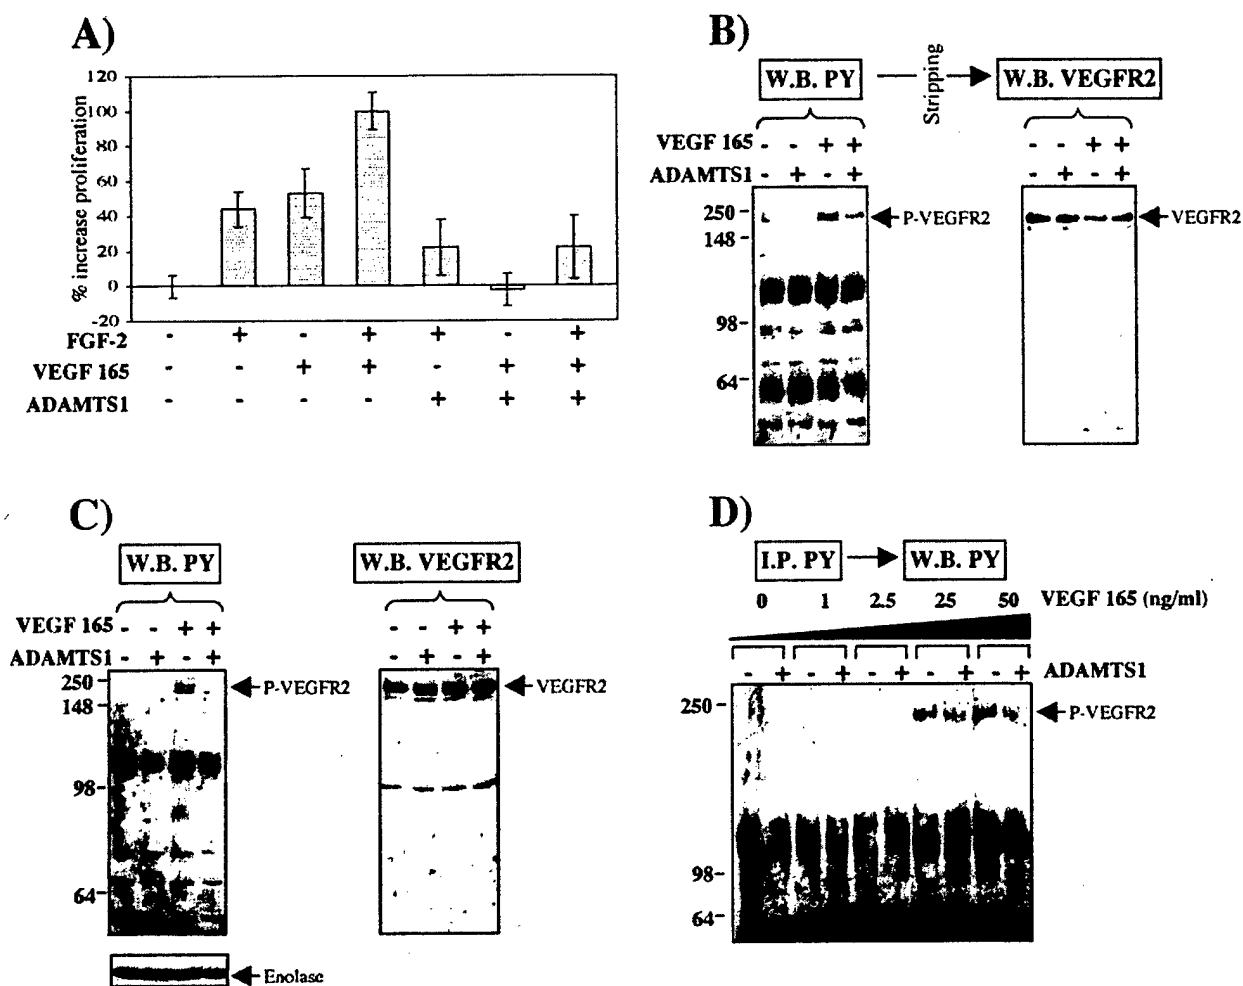 A)
120
100
80
60
40
20
0
-20
% increase proliferation
FGF-2 - + - + + - +
VEGF 165 - - + + - + +
ADAMTS1 - - - - + + +
B)
W.B. PY
Stripping
W.B. VEGFR2
VEGF 165 - - + + - - + +
ADAMTS1 - + - + - + - +
250
148
98
64
P-VEGFR2
VEGFR2
C)
W.B. PY
W.B. VEGFR2
VEGF 165 - - + + - - + +
ADAMTS1 - + - + - + - +
250
148
98
64
P-VEGFR2
VEGFR2
Enolase
D)
I.P. PY
W.B. PY
0 1 2.5 25 50 VEGF 165 (ng/ml)
- + - + - + - + - + ADAMTS1
250
98
64
P-VEGFR2